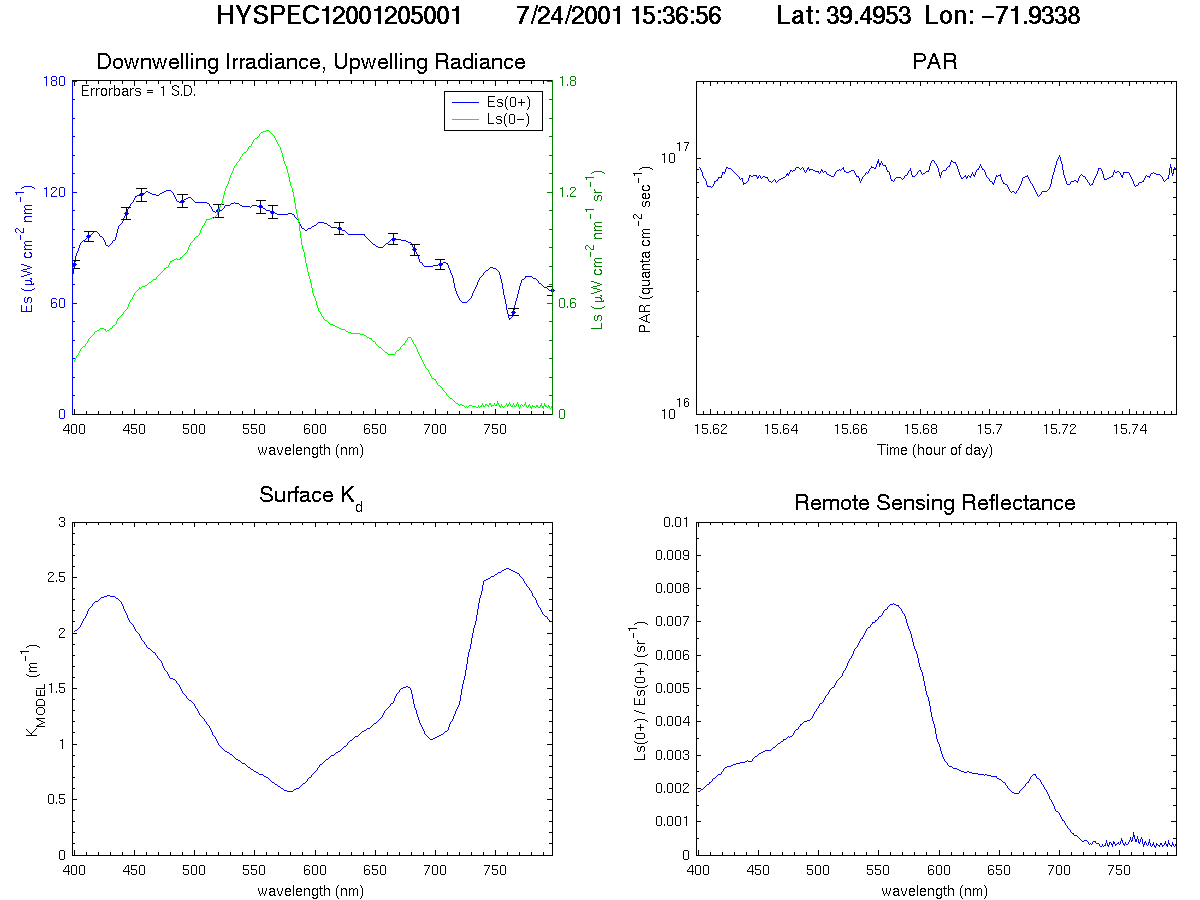 HYSPEC12001205001 7/24/2001 15:36:56 Lat: 39.4953 Lon: −71.9338
Downwelling Irradiance, Upwelling Radiance
Errorbars = 1 S.D.
Es(0+)
Ls(0−)
180
120
60
0
Es (μW cm−2 nm−1)
1.8
1.2
0.6
0
Ls (μW cm−2 nm−1 sr−1)
400 450 500 550 600 650 700 750
wavelength (nm)
PAR
10^17
10^16
PAR (quanta cm−2 sec−1)
15.62 15.64 15.66 15.68 15.7 15.72 15.74
Time (hour of day)
Surface Kd
3
2.5
2
1.5
1
0.5
0
KMODEL (m−1)
400 450 500 550 600 650 700 750
wavelength (nm)
Remote Sensing Reflectance
0.01
0.009
0.008
0.007
0.006
0.005
0.004
0.003
0.002
0.001
0
Ls(0+) / Es(0+) (sr−1)
400 450 500 550 600 650 700 750
wavelength (nm)